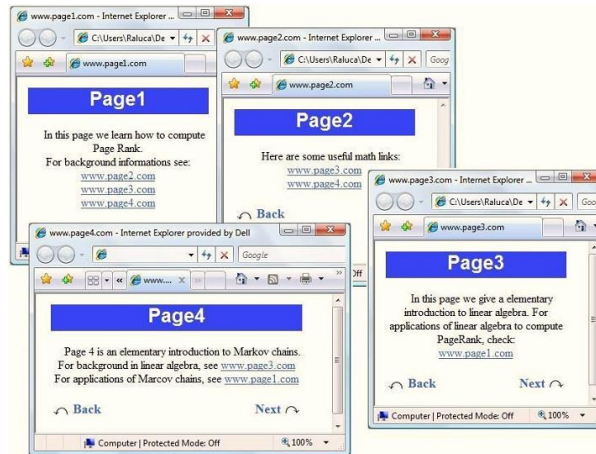 www.page1.com - Internet Explorer ...
C:\Users\Raluca\De
www.page1.com
Page1
In this page we learn how to compute
Page Rank.
For background informations see:
www.page2.com
www.page3.com
www.page4.com
www.page2.com - Internet Explorer ...
C:\Users\Raluca\De
Goog
www.page2.com
Page2
Here are some useful math links:
www.page3.com
www.page4.com
Back
Off
www.page3.com - Internet Explorer ...
C:\Users\Raluca\De
Goo
www.page3.com
Page3
In this page we give a elementary
introduction to linear algebra. For
applications of linear algebra to compute
PageRank, check:
www.page1.com
Back Next
Computer | Protected Mode: Off 100%
www.page4.com - Internet Explorer provided by Dell
Google
www....
Page4
Page 4 is an elementary introduction to Markov chains.
For background in linear algebra, see www.page3.com
For applications of Marcov chains, see www.page1.com
Back Next
Computer | Protected Mode: Off 100%